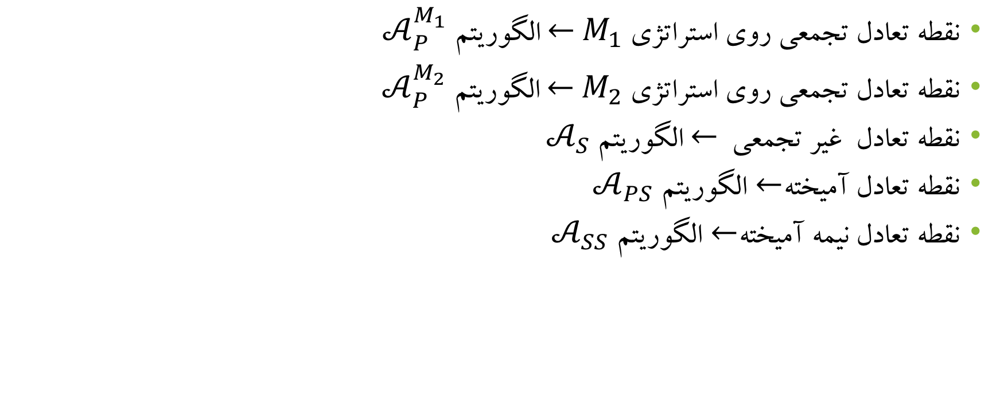 • نقطه تعادل تجمعی روی استراتژی $M_1$ ← الگوریتم $\mathcal{A}_P^{M_1}$
• نقطه تعادل تجمعی روی استراتژی $M_2$ ← الگوریتم $\mathcal{A}_P^{M_2}$
• نقطه تعادل غیر تجمعی ← الگوریتم $\mathcal{A}_S$
• نقطه تعادل آمیخته← الگوریتم $\mathcal{A}_{PS}$
• نقطه تعادل نیمه آمیخته← الگوریتم $\mathcal{A}_{SS}$